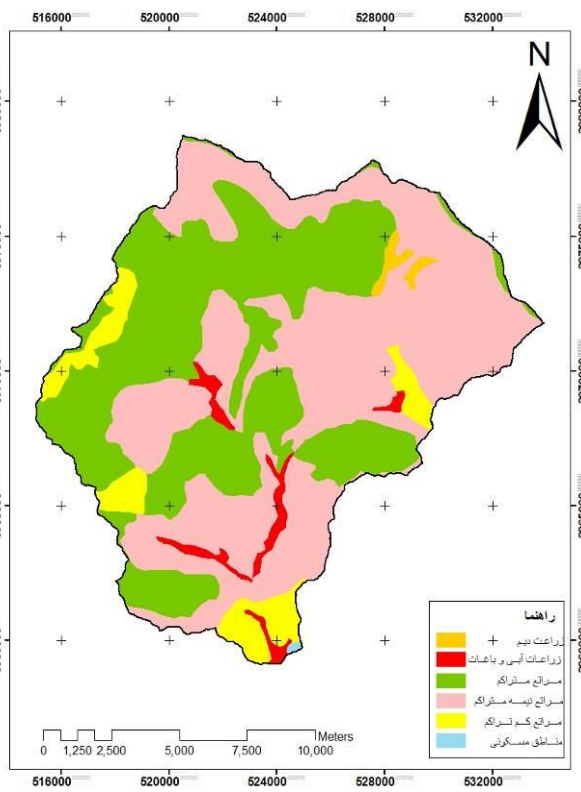 516000 520000 524000 528000 532000
N
راهنما
زراعت دیم
زراعات آبی و باغات
مراتع متراکم
مراتع نیمه متراکم
مراتع کم تراکم
مناطق مسکونی
Meters
0 1,250 2,500 5,000 7,500 10,000
516000 520000 524000 528000 532000